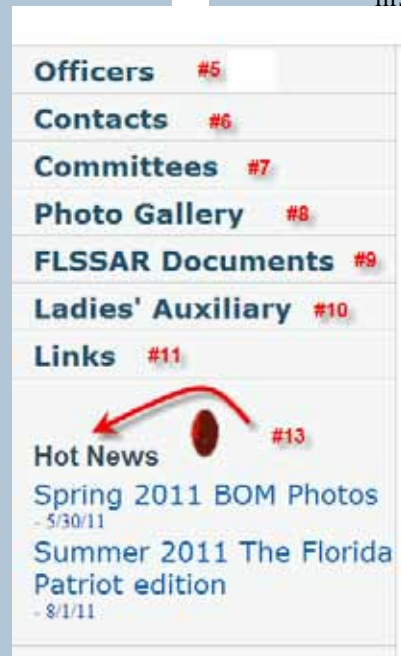 Officers #5
Contacts #6
Committees #7
Photo Gallery #8
FLSSAR Documents #9
Ladies' Auxiliary #10
Links #11
#13
Hot News
Spring 2011 BOM Photos
- 5/30/11
Summer 2011 The Florida
Patriot edition
- 8/1/11